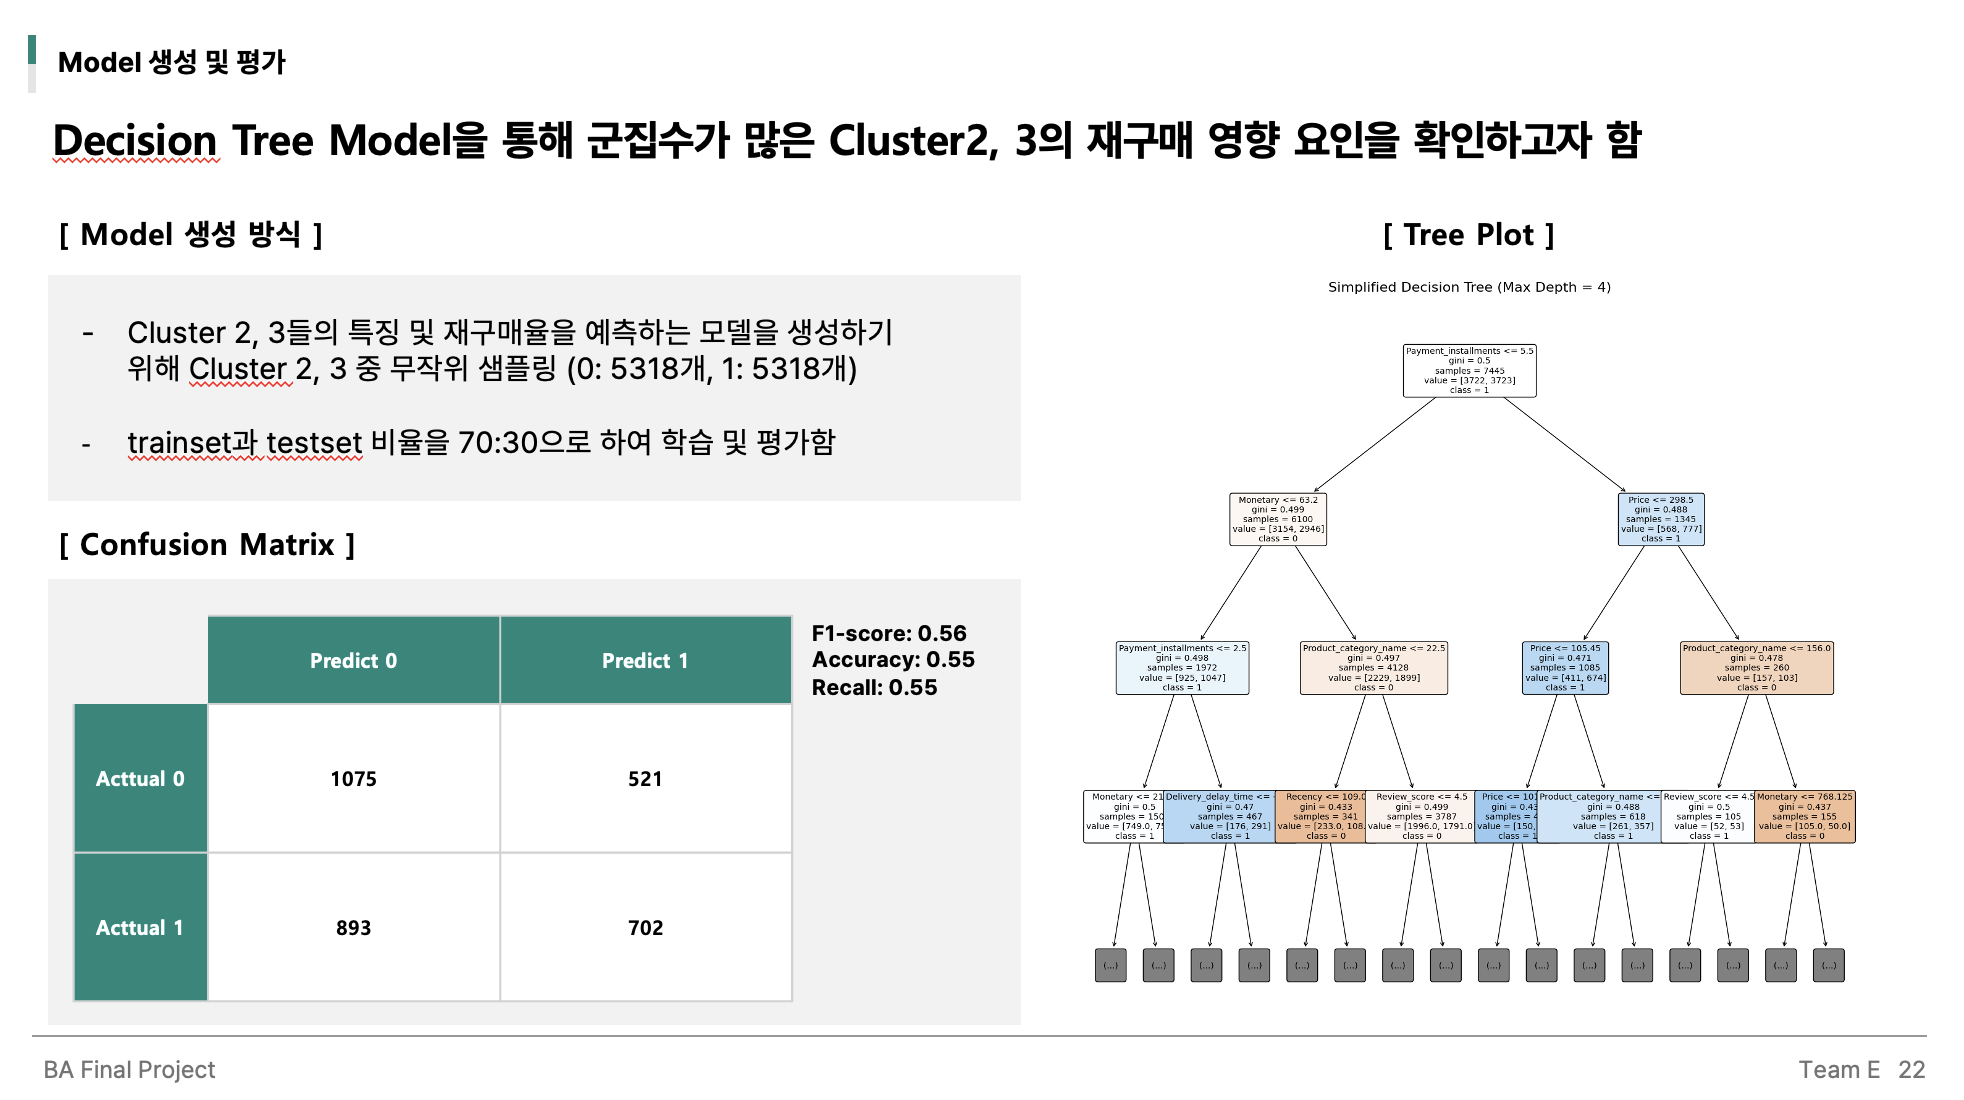 Model 생성 및 평가
Decision Tree Model을 통해 군집수가 많은 Cluster2, 3의 재구매 영향 요인을 확인하고자 함
[ Model 생성 방식 ]
- Cluster 2, 3들의 특징 및 재구매율을 예측하는 모델을 생성하기
위해 Cluster 2, 3 중 무작위 샘플링 (0: 5318개, 1: 5318개)
- trainset과 testset 비율을 70:30으로 하여 학습 및 평가함
[ Confusion Matrix ]
Predict 0
Predict 1
Acttual 0
1075
521
Acttual 1
893
702
F1-score: 0.56
Accuracy: 0.55
Recall: 0.55
[ Tree Plot ]
Simplified Decision Tree (Max Depth = 4)
Payment_installments <= 5.5
gini = 0.5
samples = 7445
value = [3722, 3723]
class = 1
Monetary <= 63.2
gini = 0.499
samples = 6100
value = [3154, 2946]
class = 0
Price <= 298.5
gini = 0.488
samples = 1345
value = [568, 777]
class = 1
Payment_installments <= 2.5
gini = 0.498
samples = 1972
value = [925, 1047]
class = 1
Product_category_name <= 22.5
gini = 0.497
samples = 4128
value = [2229, 1899]
class = 0
Price <= 105.45
gini = 0.471
samples = 1085
value = [411, 674]
class = 1
Product_category_name <= 156.0
gini = 0.478
samples = 260
value = [157, 103]
class = 0
Monetary <= 21
gini = 0.5
samples = 150
value = [749.0, 75
class = 1
Delivery_delay_time <=
gini = 0.47
samples = 467
value = [176, 291]
class = 1
Recency <= 109.0
gini = 0.433
samples = 341
value = [233.0, 108.
class = 0
Review_score <= 4.5
gini = 0.499
samples = 3787
value = [1996.0, 1791.0
class = 0
Price <= 101
gini = 0.43
samples = 4
value = [150,
class = 1
Product_category_name <=
gini = 0.488
samples = 618
value = [261, 357]
class = 1
Review_score <= 4.5
gini = 0.5
samples = 105
value = [52, 53]
class = 1
Monetary <= 768.125
gini = 0.437
samples = 155
value = [105.0, 50.0]
class = 0
(...) (...) (...) (...) (...) (...) (...) (...) (...) (...) (...) (...) (...) (...) (...) (...)
BA Final Project
Team E 22